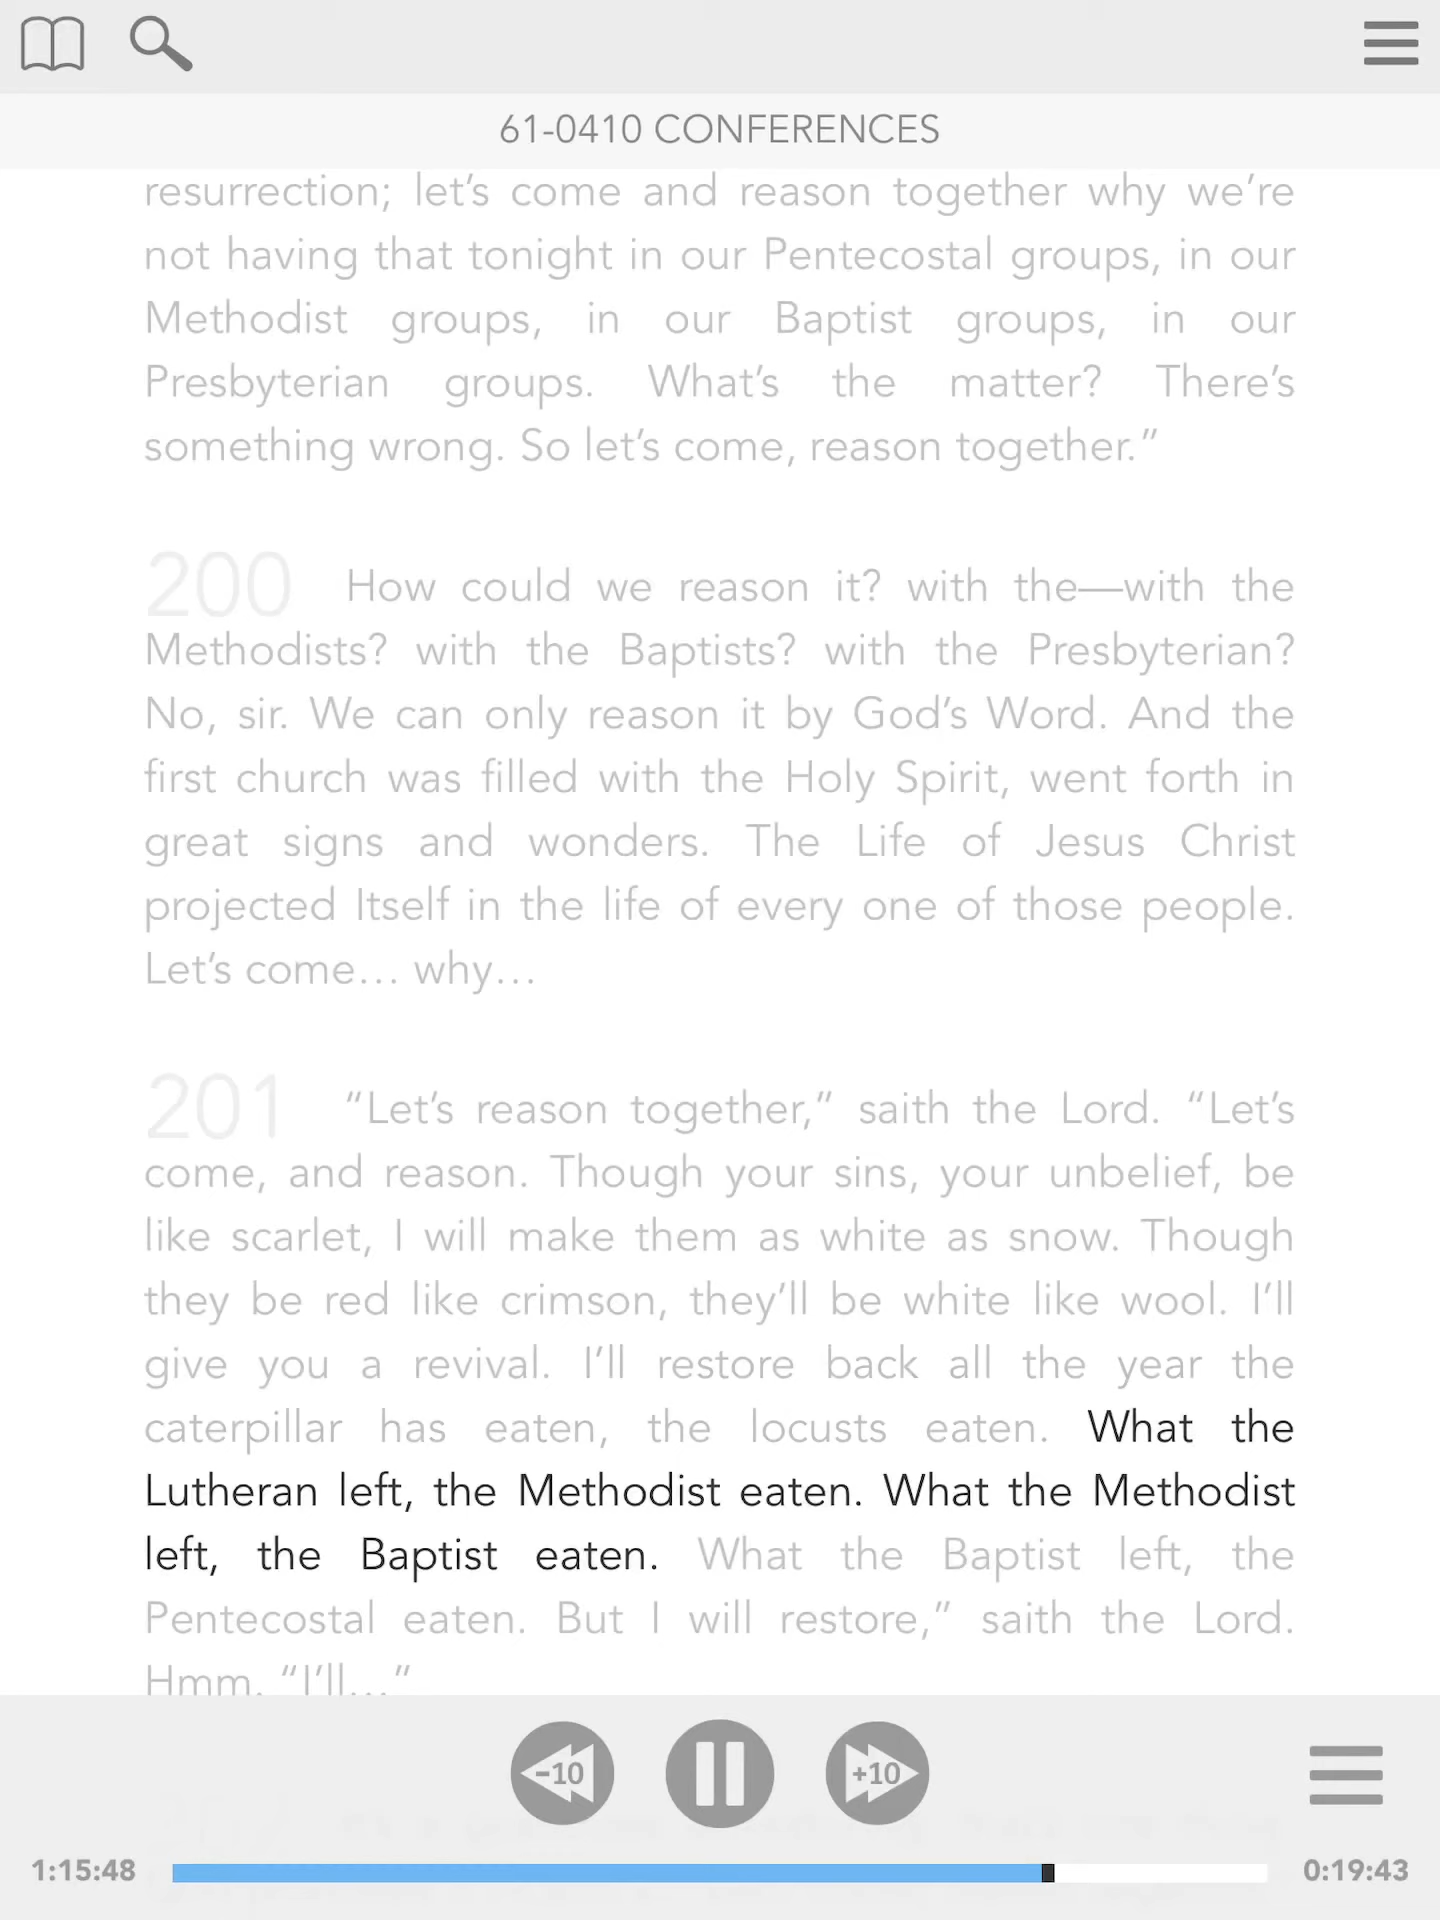 61-0410 CONFERENCES
resurrection; let’s come and reason together why we’re
not having that tonight in our Pentecostal groups, in our
Methodist groups, in our Baptist groups, in our
Presbyterian groups. What’s the matter? There’s
something wrong. So let’s come, reason together.”
200 How could we reason it? with the—with the
Methodists? with the Baptists? with the Presbyterian?
No, sir. We can only reason it by God’s Word. And the
first church was filled with the Holy Spirit, went forth in
great signs and wonders. The Life of Jesus Christ
projected Itself in the life of every one of those people.
Let’s come… why…
201 “Let’s reason together,” saith the Lord. “Let’s
come, and reason. Though your sins, your unbelief, be
like scarlet, I will make them as white as snow. Though
they be red like crimson, they’ll be white like wool. I’ll
give you a revival. I’ll restore back all the year the
caterpillar has eaten, the locusts eaten. What the
Lutheran left, the Methodist eaten. What the Methodist
left, the Baptist eaten. What the Baptist left, the
Pentecostal eaten. But I will restore,” saith the Lord.
Hmm. “I’ll…”
-10 +10
1:15:48 0:19:43